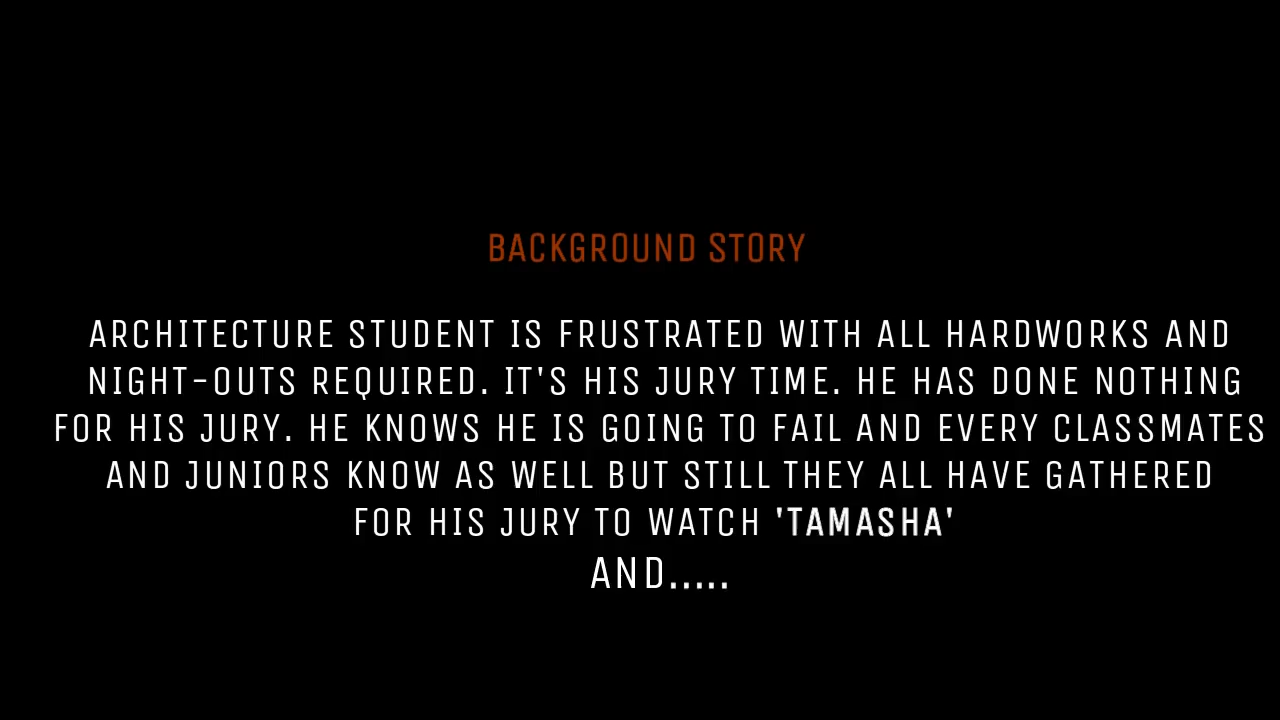 BACKGROUND STORY
ARCHITECTURE STUDENT IS FRUSTRATED WITH ALL HARDWORKS AND
NIGHT-OUTS REQUIRED. IT'S HIS JURY TIME. HE HAS DONE NOTHING
FOR HIS JURY. HE KNOWS HE IS GOING TO FAIL AND EVERY CLASSMATES
AND JUNIORS KNOW AS WELL BUT STILL THEY ALL HAVE GATHERED
FOR HIS JURY TO WATCH 'TAMASHA'
AND.....